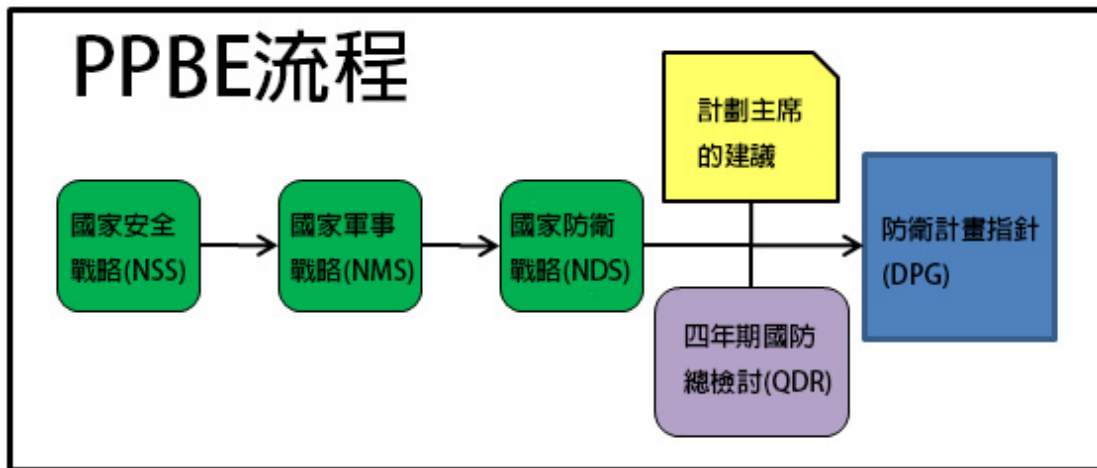 PPBE流程
國家安全
戰略(NSS)
國家軍事
戰略(NMS)
國家防衛
戰略(NDS)
計劃主席
的建議
四年期國防
總檢討(QDR)
防衛計畫指針
(DPG)